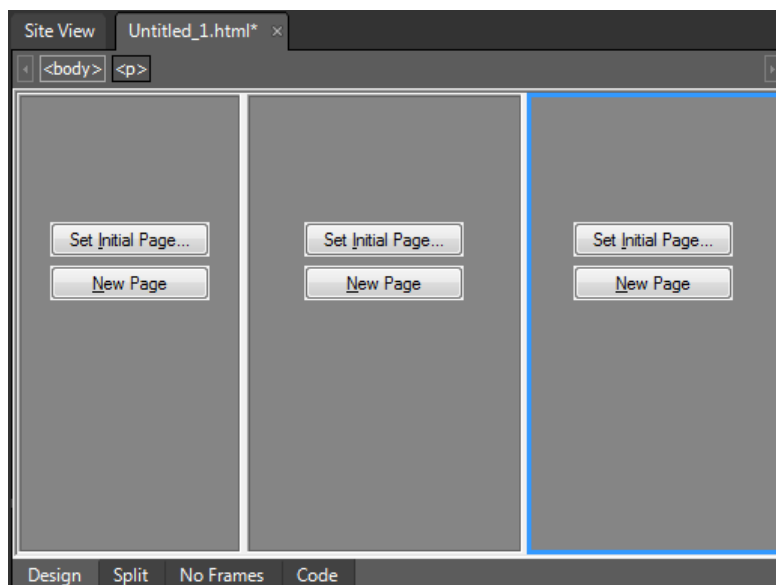 Site View Untitled_1.html* ×
<body> <p>
Set Initial Page... Set Initial Page... Set Initial Page...
New Page New Page New Page
Design Split No Frames Code